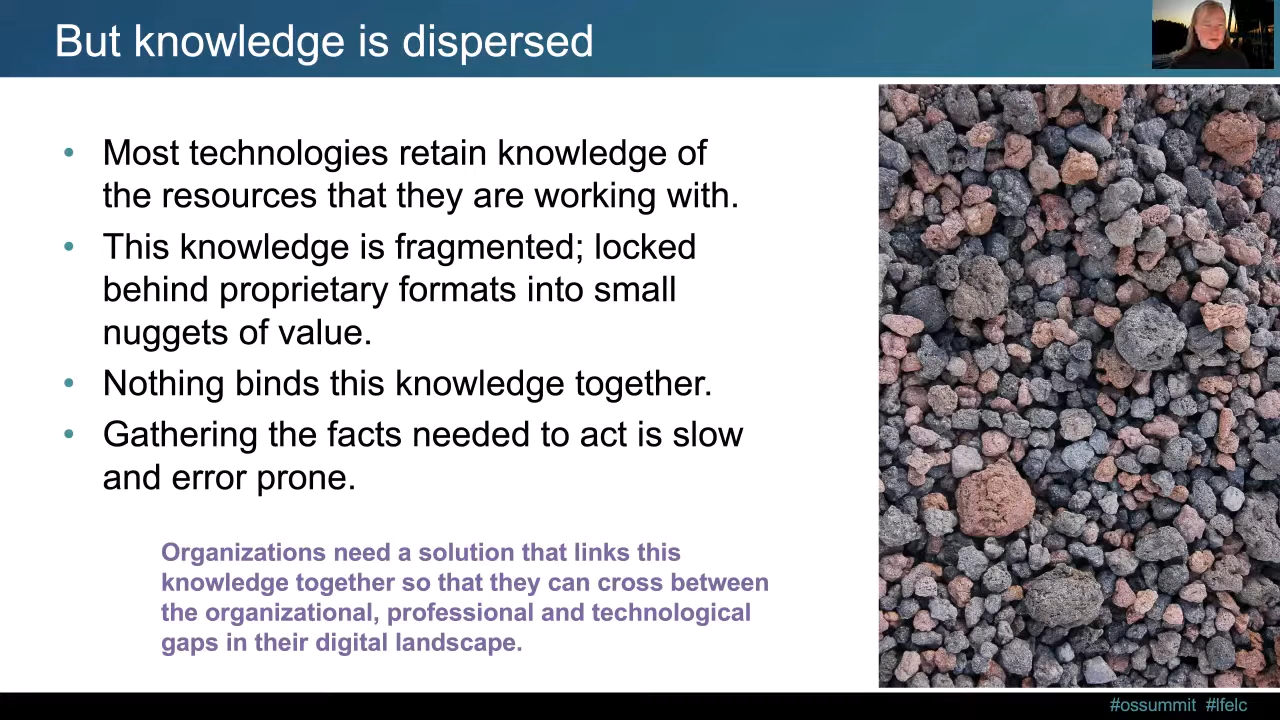 But knowledge is dispersed
• Most technologies retain knowledge of
the resources that they are working with.
• This knowledge is fragmented; locked
behind proprietary formats into small
nuggets of value.
• Nothing binds this knowledge together.
• Gathering the facts needed to act is slow
and error prone.
Organizations need a solution that links this
knowledge together so that they can cross between
the organizational, professional and technological
gaps in their digital landscape.
#ossummit #lfelc